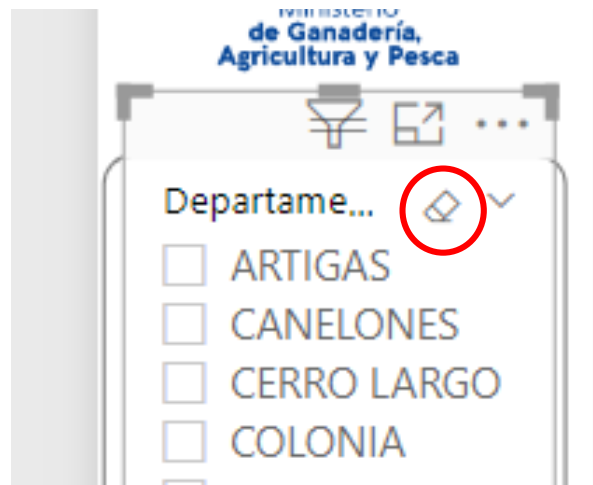 Ministerio
de Ganadería,
Agricultura y Pesca
Departame...
ARTIGAS
CANELONES
CERRO LARGO
COLONIA